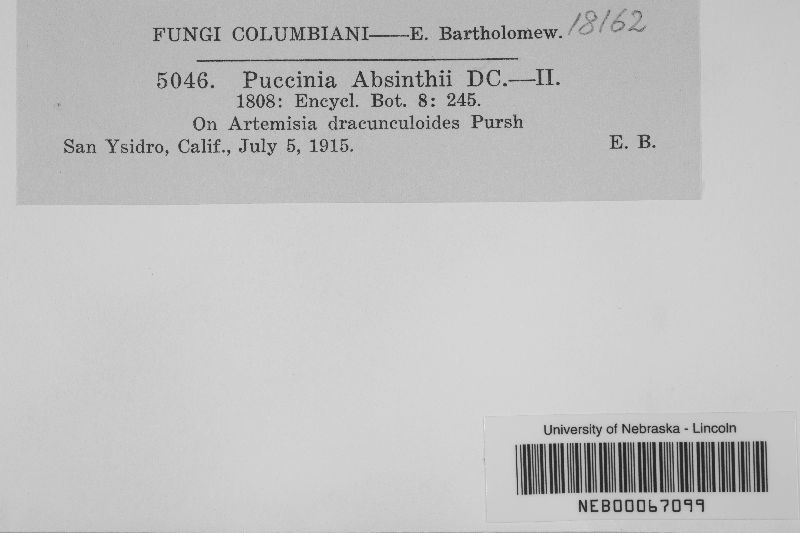 FUNGI COLUMBIANI——E. Bartholomew. 18162
5046. Puccinia Absinthii DC.—II.
1808: Encycl. Bot. 8: 245.
On Artemisia dracunculoides Pursh
San Ysidro, Calif., July 5, 1915. E. B.
University of Nebraska - Lincoln
NEB00067099